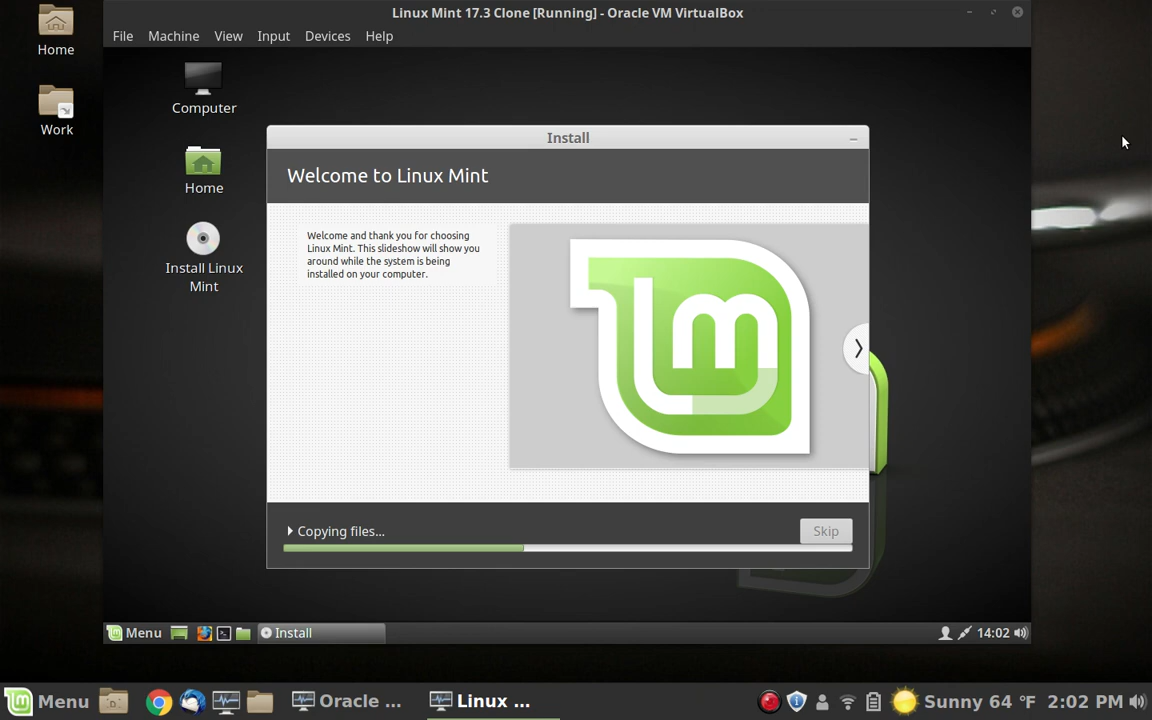 Linux Mint 17.3 Clone [Running] - Oracle VM VirtualBox
File Machine View Input Devices Help
Home
Work
Computer
Home
Install Linux
Mint
Install
Welcome to Linux Mint
Welcome and thank you for choosing
Linux Mint. This slideshow will show you
around while the system is being
installed on your computer.
Copying files...
Skip
Menu
Install
14:02
Menu
Oracle ...
Linux ...
Sunny 64 °F
2:02 PM